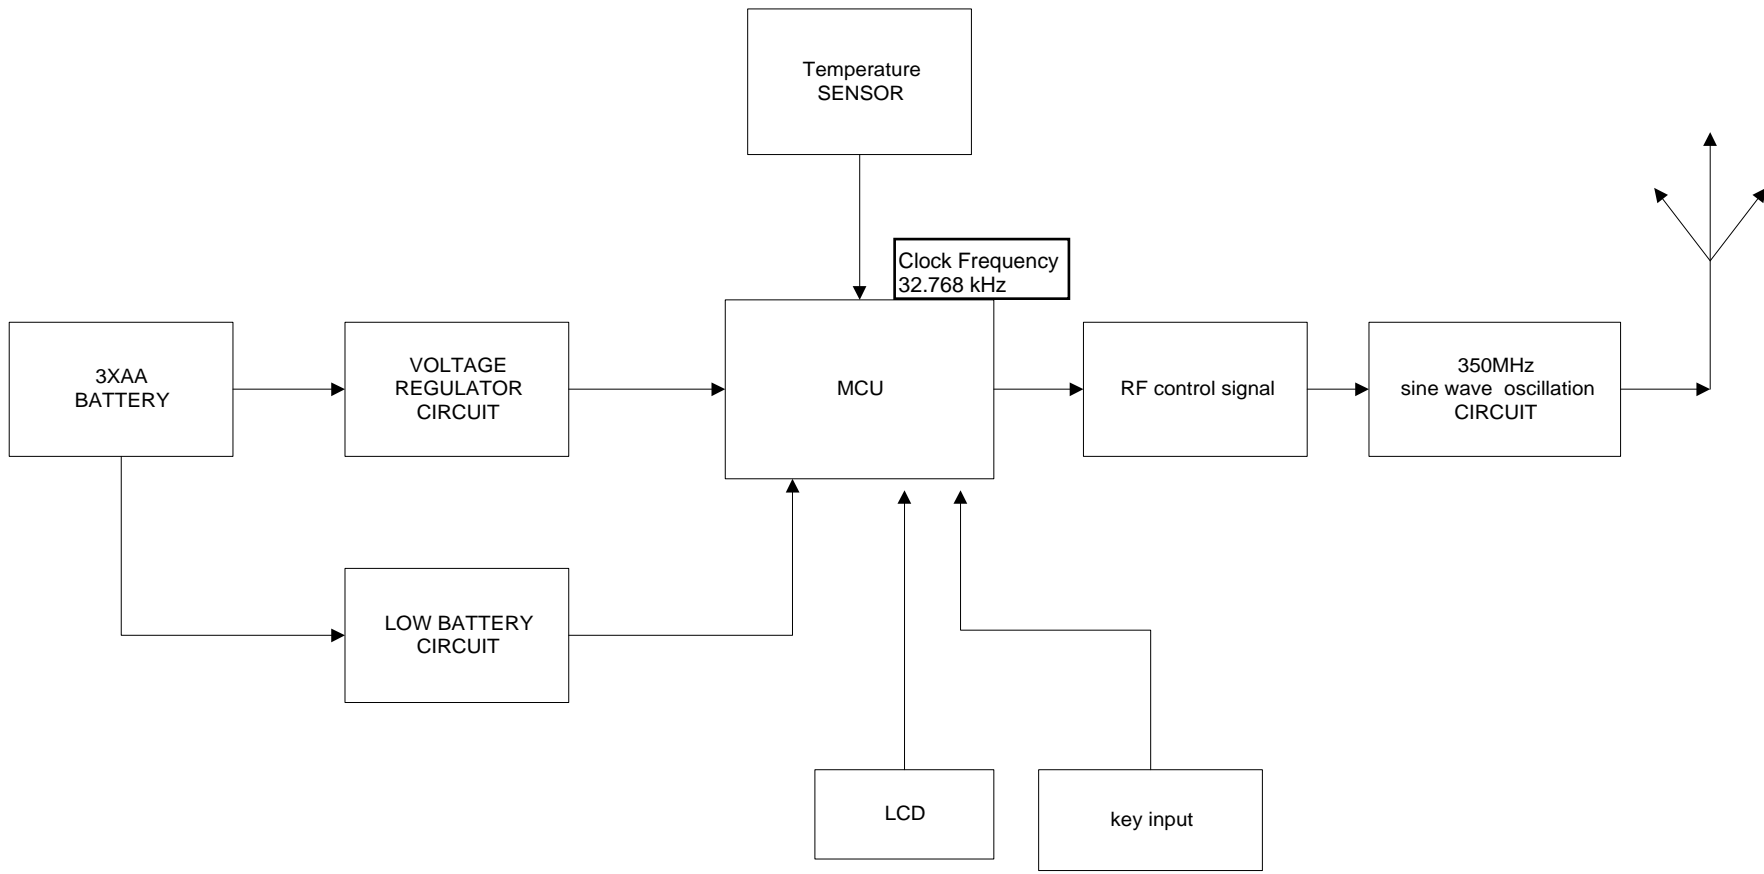 Temperature
SENSOR
Clock Frequency
32.768 kHz
3XAA
BATTERY
VOLTAGE
REGULATOR
CIRCUIT
MCU
RF control signal
350MHz
sine wave oscillation
CIRCUIT
LOW BATTERY
CIRCUIT
LCD
key input